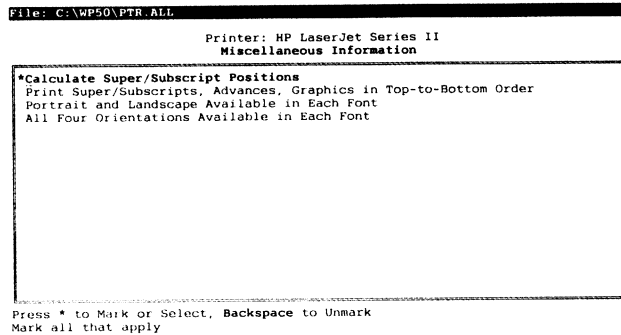 File: C:\WP50\PTR.ALL
Printer: HP LaserJet Series II
Miscellaneous Information
*Calculate Super/Subscript Positions
Print Super/Subscripts, Advances, Graphics in Top-to-Bottom Order
Portrait and Landscape Available in Each Font
All Four Orientations Available in Each Font
Press * to Mark or Select, Backspace to Unmark
Mark all that apply